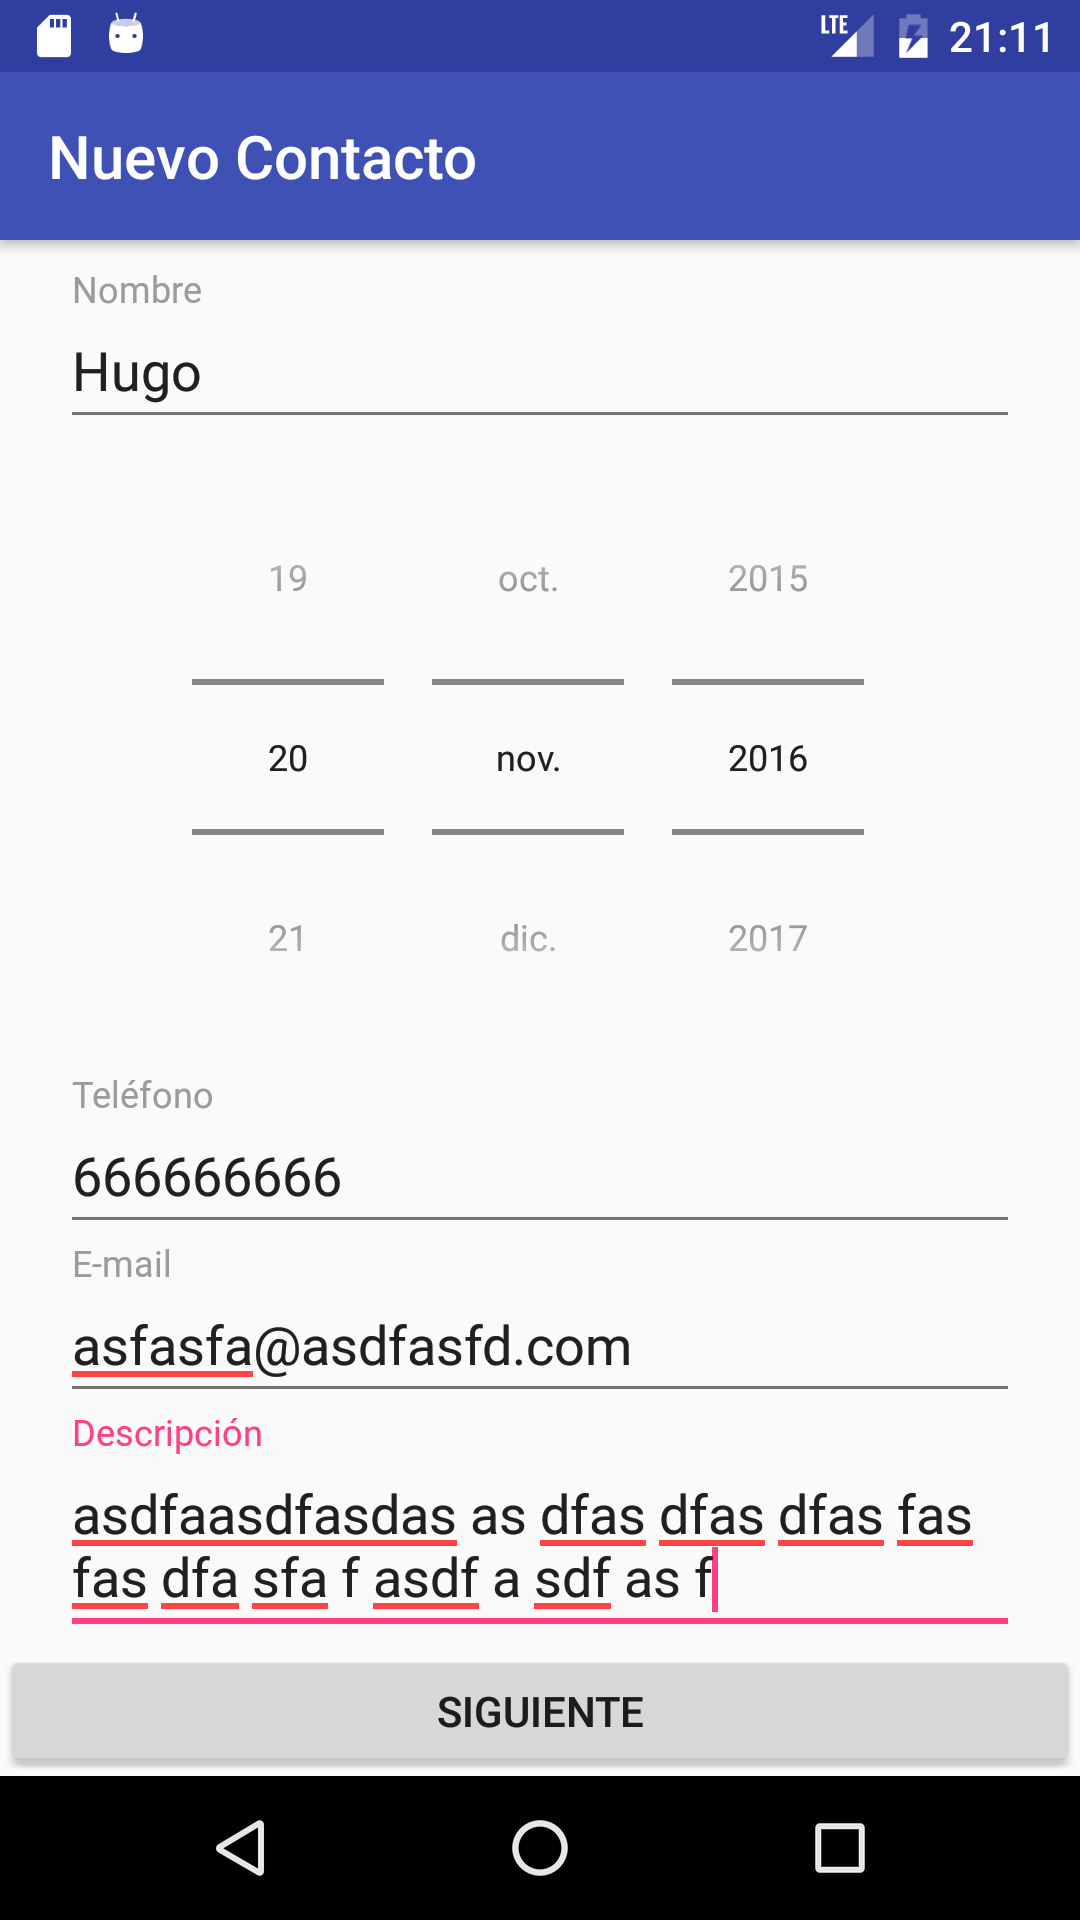 LTE 21:11
Nuevo Contacto
Nombre
Hugo
19 oct. 2015
20 nov. 2016
21 dic. 2017
Teléfono
666666666
E-mail
asfasfa@asdfasfd.com
Descripción
asdfaasdfasdas as dfas dfas dfas fas
fas dfa sfa f asdf a sdf as f
SIGUIENTE